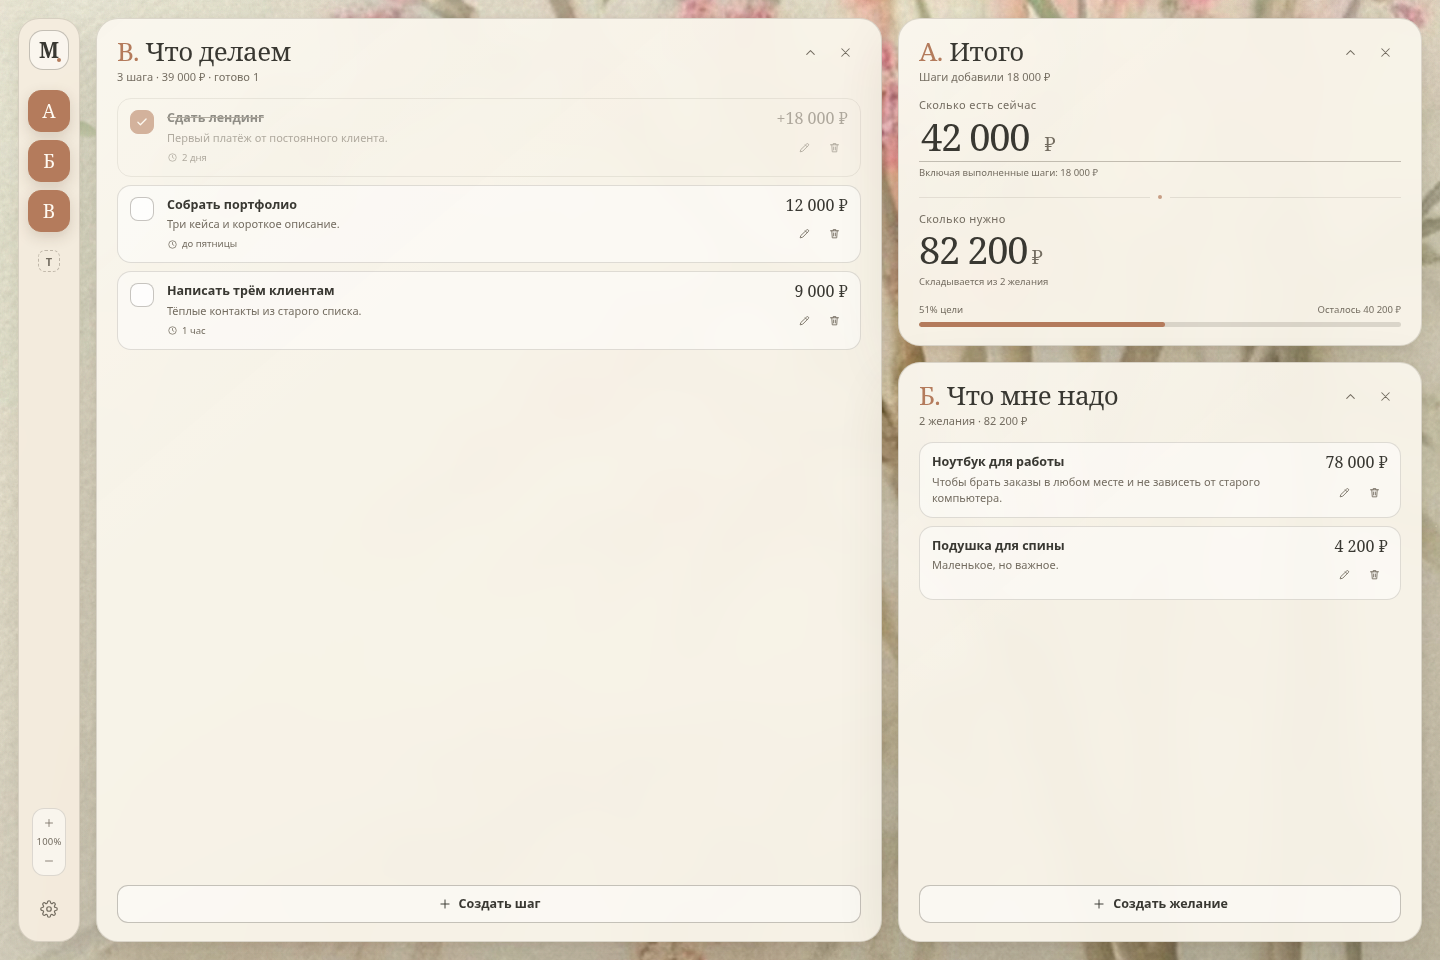 М
А
Б
В
Т
100%
В. Что делаем
3 шага · 39 000 ₽ · готово 1
Сдать лендинг
+18 000 ₽
Первый платёж от постоянного клиента.
2 дня
Собрать портфолио
12 000 ₽
Три кейса и короткое описание.
до пятницы
Написать трём клиентам
9 000 ₽
Тёплые контакты из старого списка.
1 час
+ Создать шаг
А. Итого
Шаги добавили 18 000 ₽
Сколько есть сейчас
42 000 ₽
Включая выполненные шаги: 18 000 ₽
Сколько нужно
82 200 ₽
Складывается из 2 желания
51% цели
Осталось 40 200 ₽
Б. Что мне надо
2 желания · 82 200 ₽
Ноутбук для работы
78 000 ₽
Чтобы брать заказы в любом месте и не зависеть от старого
компьютера.
Подушка для спины
4 200 ₽
Маленькое, но важное.
+ Создать желание